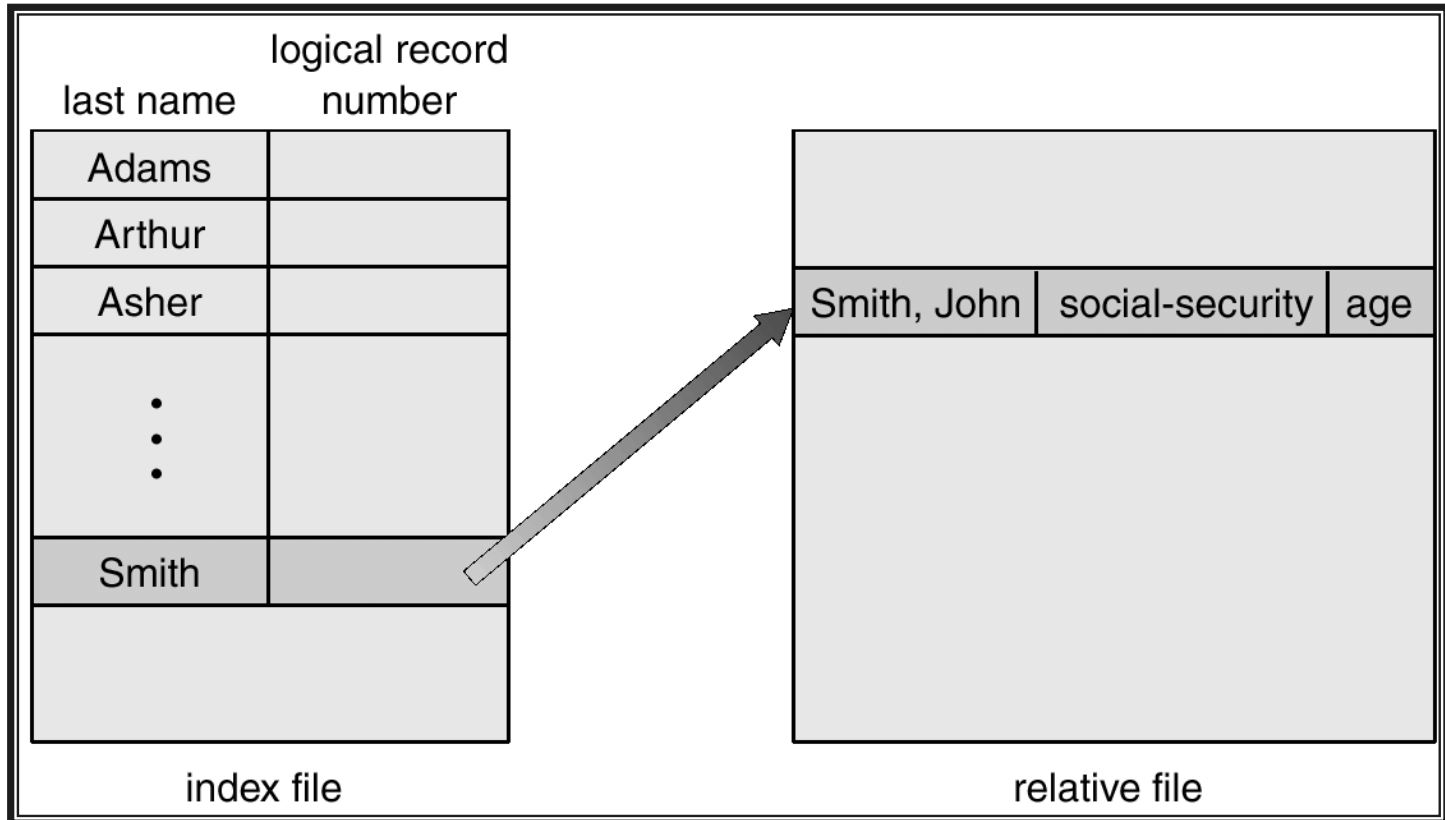 logical record
last name number
Adams
Arthur
Asher
Smith
Smith, John social-security age
index file
relative file